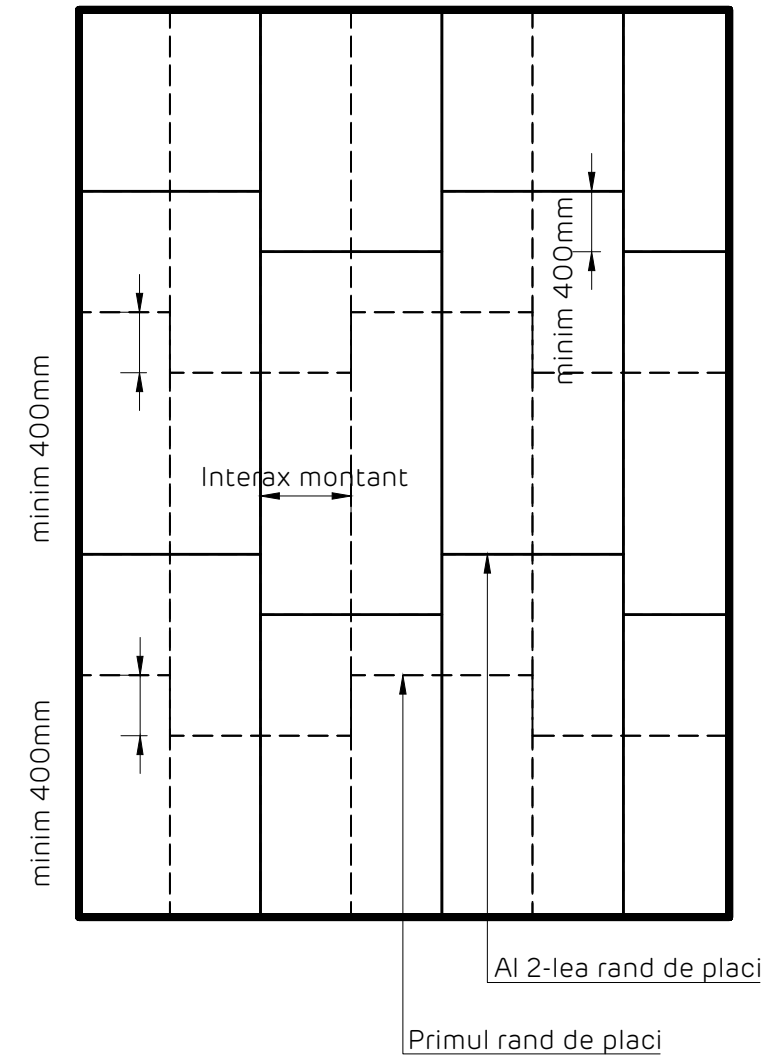 minim 400mm
minim 400mm
Interax montant
minim 400mm
Al 2-lea rand de placi
Primul rand de placi